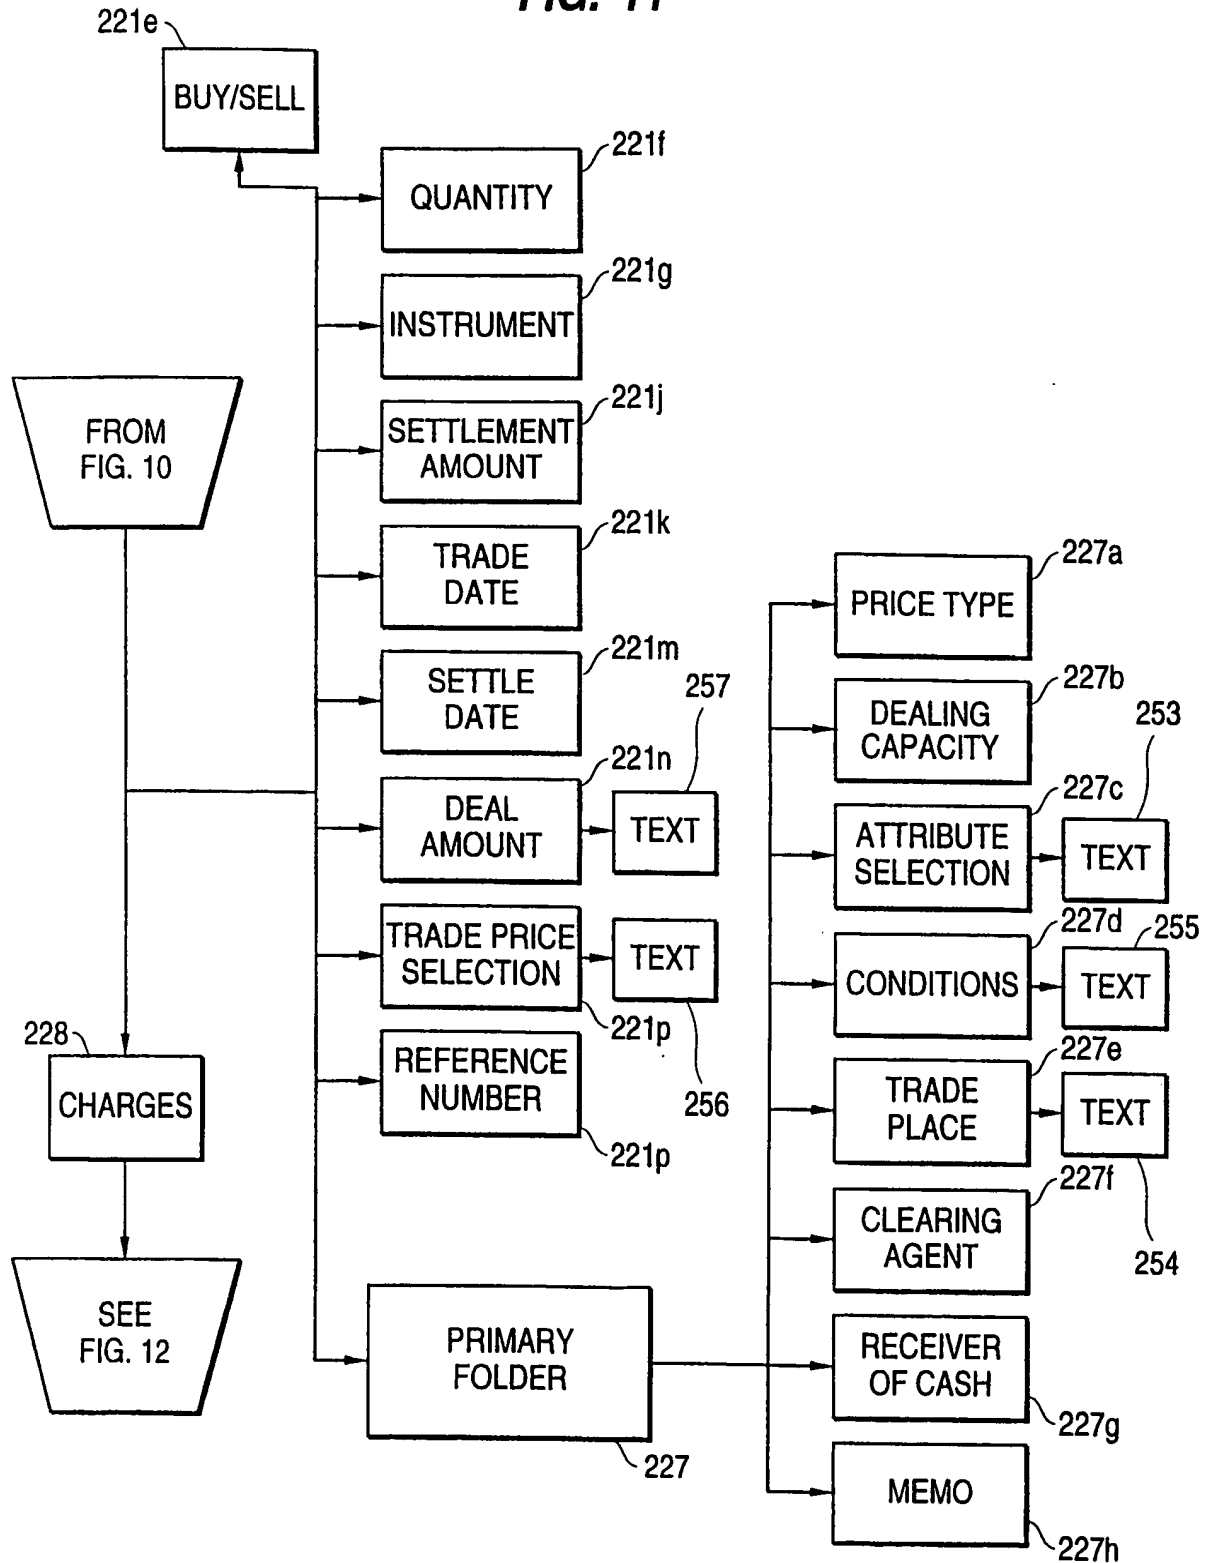 FIG. 11
221e
BUY/SELL
221f
QUANTITY
221g
INSTRUMENT
FROM
FIG. 10
221j
SETTLEMENT
AMOUNT
221k
TRADE
DATE
221m
SETTLE
DATE
257
221n
DEAL
AMOUNT
TEXT
TRADE PRICE
SELECTION
TEXT
221p
256
REFERENCE
NUMBER
221p
228
CHARGES
SEE
FIG. 12
PRIMARY
FOLDER
227
227a
PRICE TYPE
227b
DEALING
CAPACITY
253
227c
ATTRIBUTE
SELECTION
TEXT
227d
255
CONDITIONS
TEXT
227e
TRADE
PLACE
TEXT
254
227f
CLEARING
AGENT
RECEIVER
OF CASH
227g
MEMO
227h